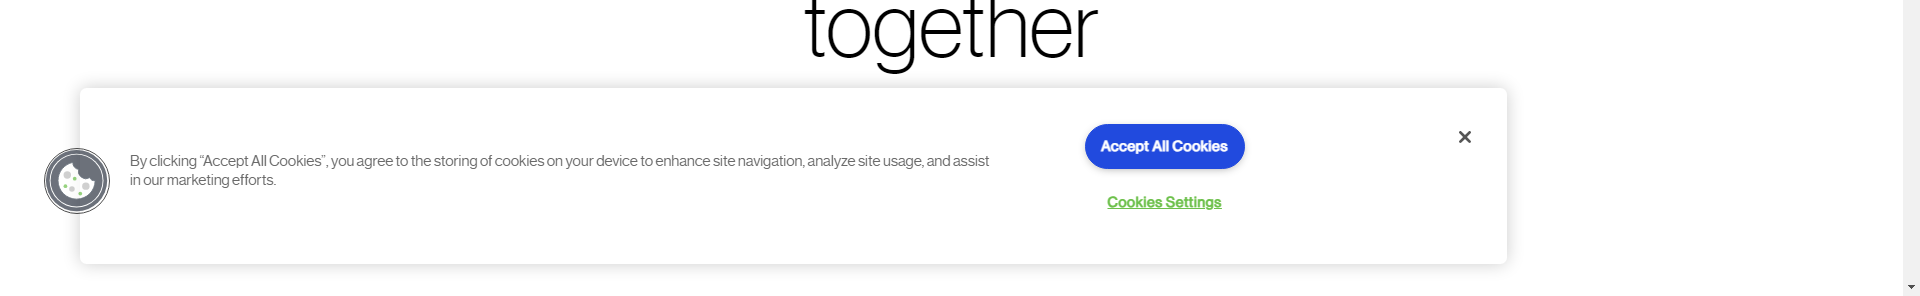 together
By clicking “Accept All Cookies”, you agree to the storing of cookies on your device to enhance site navigation, analyze site usage, and assist
in our marketing efforts.
Accept All Cookies
Cookies Settings